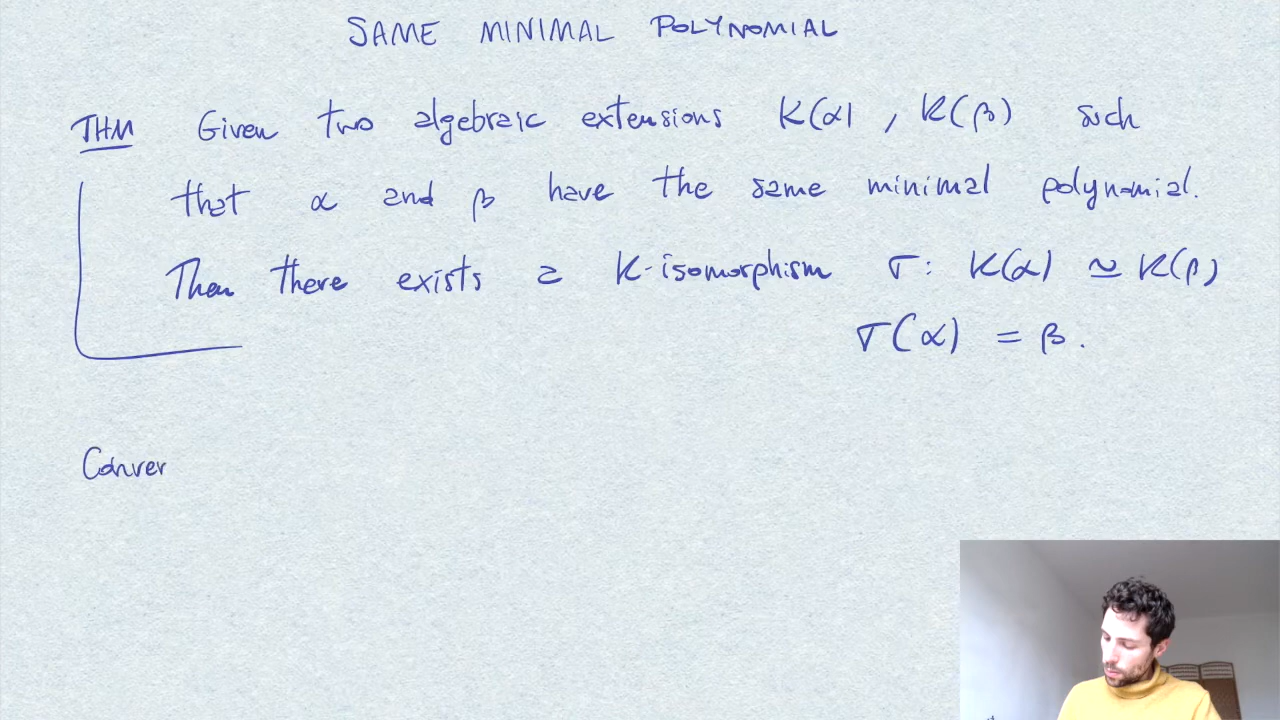 SAME MINIMAL POLYNOMIAL
THM Given two algebraic extensions K(α), K(β) such
that α and β have the same minimal polynomial.
Then there exists a K-isomorphism σ: K(α) ≃ K(β)
σ(α) = β.
Conver